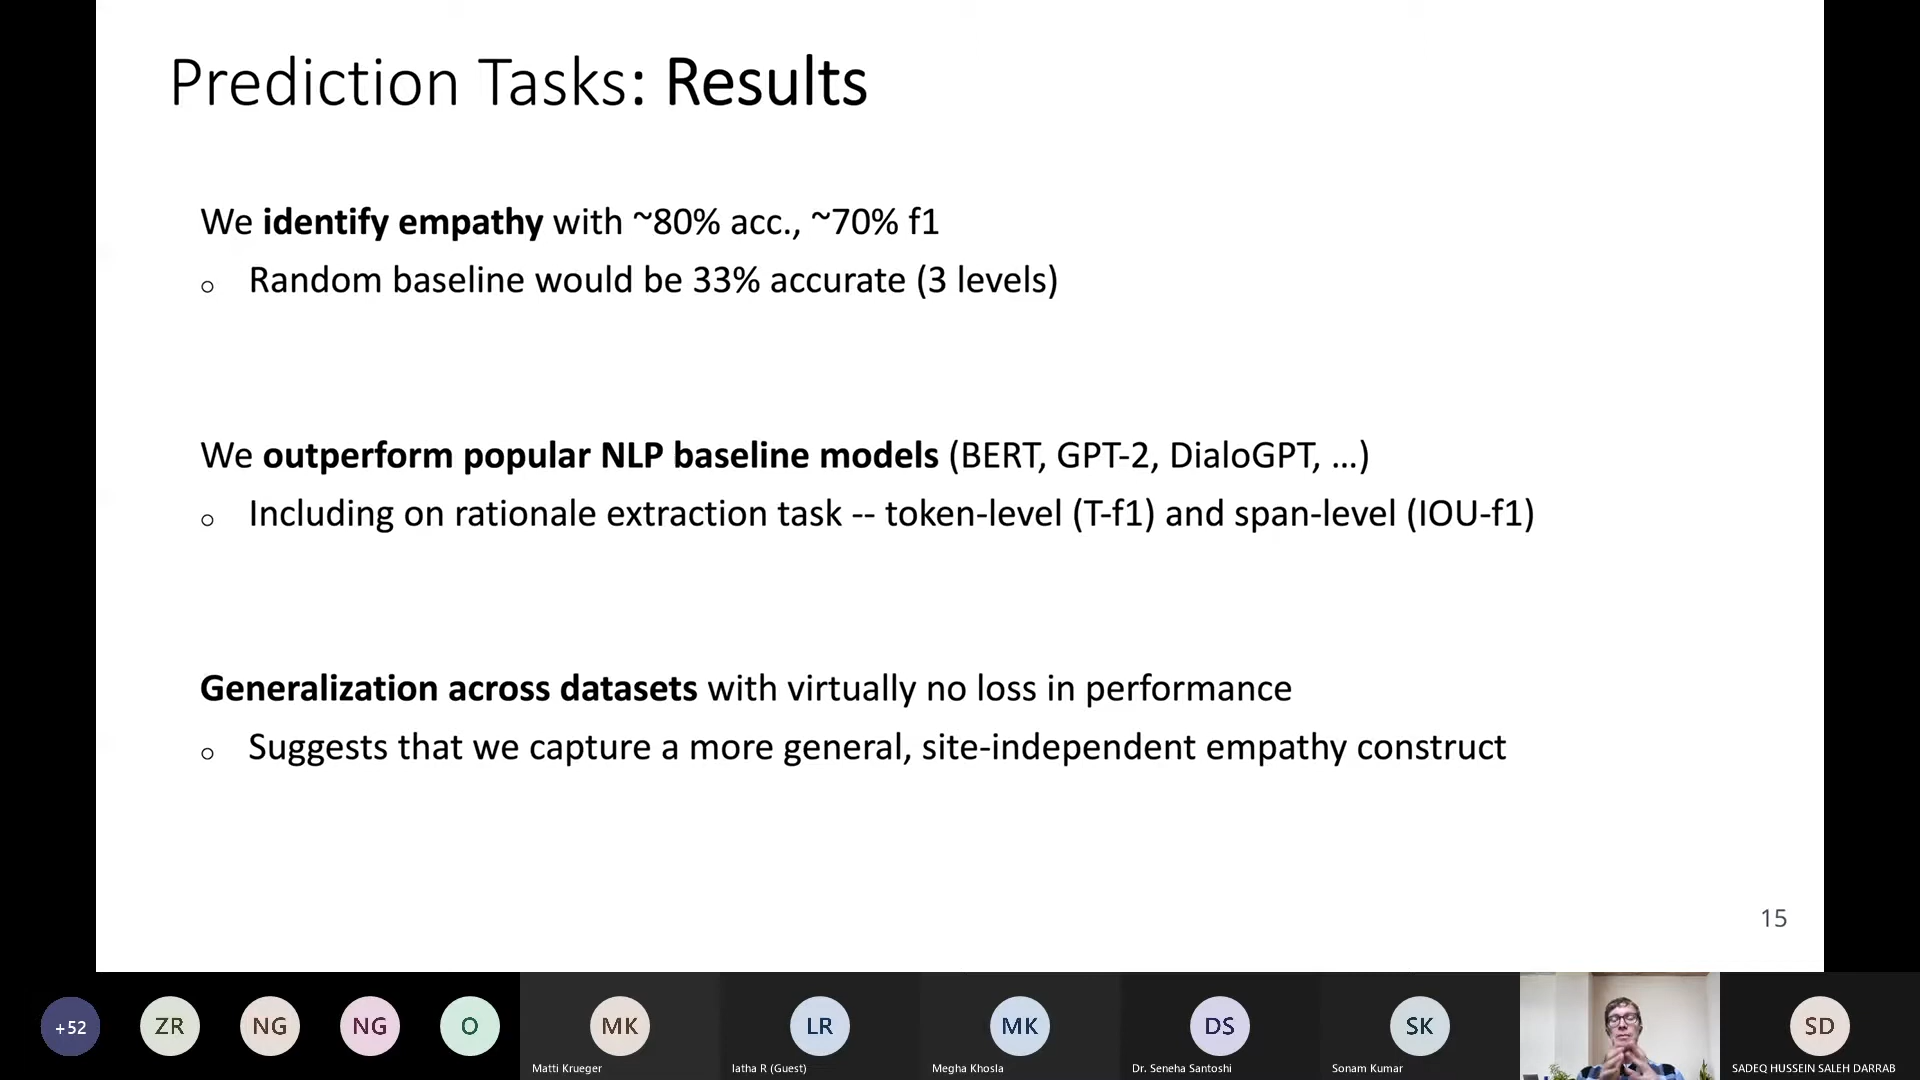 Prediction Tasks: Results
We identify empathy with ~80% acc., ~70% f1
○ Random baseline would be 33% accurate (3 levels)
We outperform popular NLP baseline models (BERT, GPT-2, DialoGPT, ...)
○ Including on rationale extraction task -- token-level (T-f1) and span-level (IOU-f1)
Generalization across datasets with virtually no loss in performance
○ Suggests that we capture a more general, site-independent empathy construct
15
+52
ZR
NG
NG
O
MK
Matti Krueger
LR
latha R (Guest)
MK
Megha Khosla
DS
Dr. Seneha Santoshi
SK
Sonam Kumar
SD
SADEQ HUSSEIN SALEH DARRAB